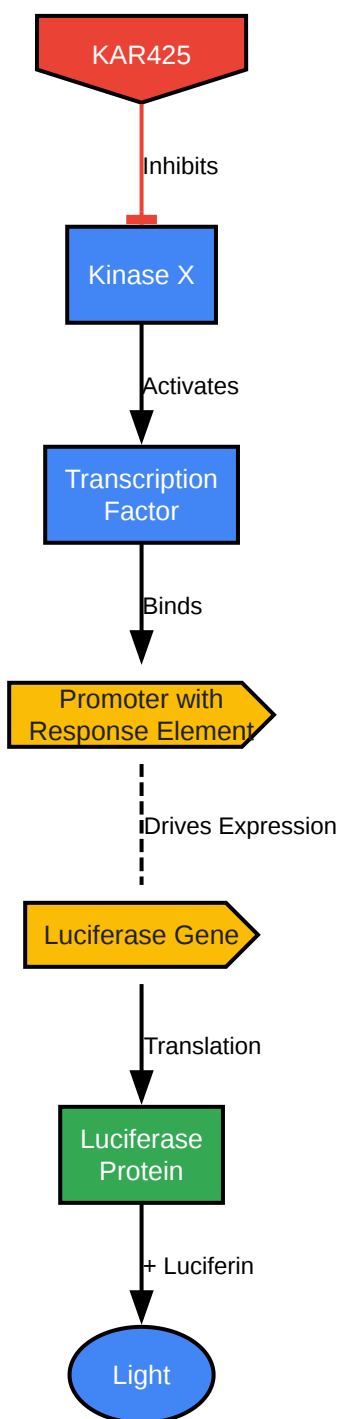 KAR425
Inhibits
Kinase X
Activates
Transcription
Factor
Binds
Promoter with
Response Element
Drives Expression
Luciferase Gene
Translation
Luciferase
Protein
+ Luciferin
Light